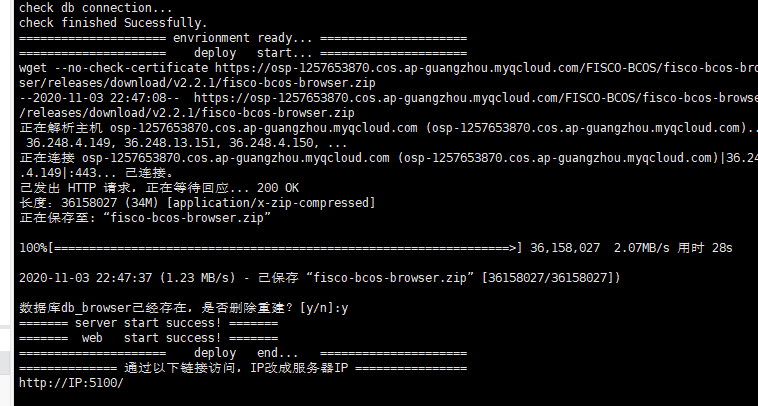 check db connection...
check finished Sucessfully.
===================== envrionment ready... =====================
=====================    deploy   start... =====================
wget --no-check-certificate https://osp-1257653870.cos.ap-guangzhou.myqcloud.com/FISCO-BCOS/fisco-bcos-bro
ser/releases/download/v2.2.1/fisco-bcos-browser.zip
--2020-11-03 22:47:08--  https://osp-1257653870.cos.ap-guangzhou.myqcloud.com/FISCO-BCOS/fisco-bcos-browse
/releases/download/v2.2.1/fisco-bcos-browser.zip
正在解析主机 osp-1257653870.cos.ap-guangzhou.myqcloud.com (osp-1257653870.cos.ap-guangzhou.myqcloud.com)..
 36.248.4.149, 36.248.13.151, 36.248.4.150, ...
正在连接 osp-1257653870.cos.ap-guangzhou.myqcloud.com (osp-1257653870.cos.ap-guangzhou.myqcloud.com)|36.24
.4.149|:443... 已连接。
已发出 HTTP 请求，正在等待回应... 200 OK
长度：36158027 (34M) [application/x-zip-compressed]
正在保存至: “fisco-bcos-browser.zip”
100%[=================================================================>] 36,158,027  2.07MB/s 用时 28s
2020-11-03 22:47:37 (1.23 MB/s) - 已保存 “fisco-bcos-browser.zip” [36158027/36158027])
数据库db_browser已经存在，是否删除重建？[y/n]:y
======= server start success! =======
=======  web   start success! =======
=====================    deploy   end...   =====================
============== 通过以下链接访问，IP改成服务器IP ================
http://IP:5100/